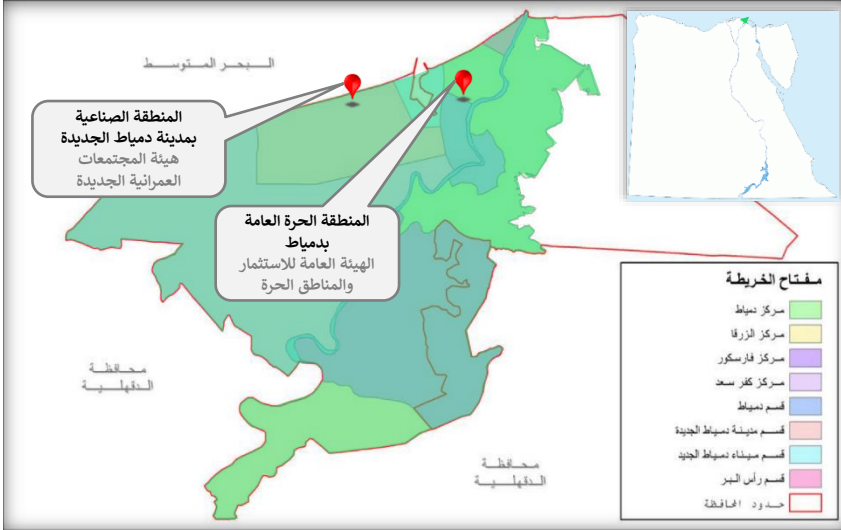 البحر المتوسط
المنطقة الصناعية
بمدينة دمياط الجديدة
هيئة المجتمعات
العمرانية الجديدة
المنطقة الحرة العامة
بدمياط
الهيئة العامة للاستثمار
والمناطق الحرة
محافظة
الدقهلية
محافظة
الدقهلية
مفتاح الخريطة
مركز دمياط
مركز الزرقا
مركز فارسكور
مركز كفر سعد
قسم دمياط
قسم مدينة دمياط الجديدة
قسم ميناء دمياط الجديد
قسم رأس البر
حدود المحافظة